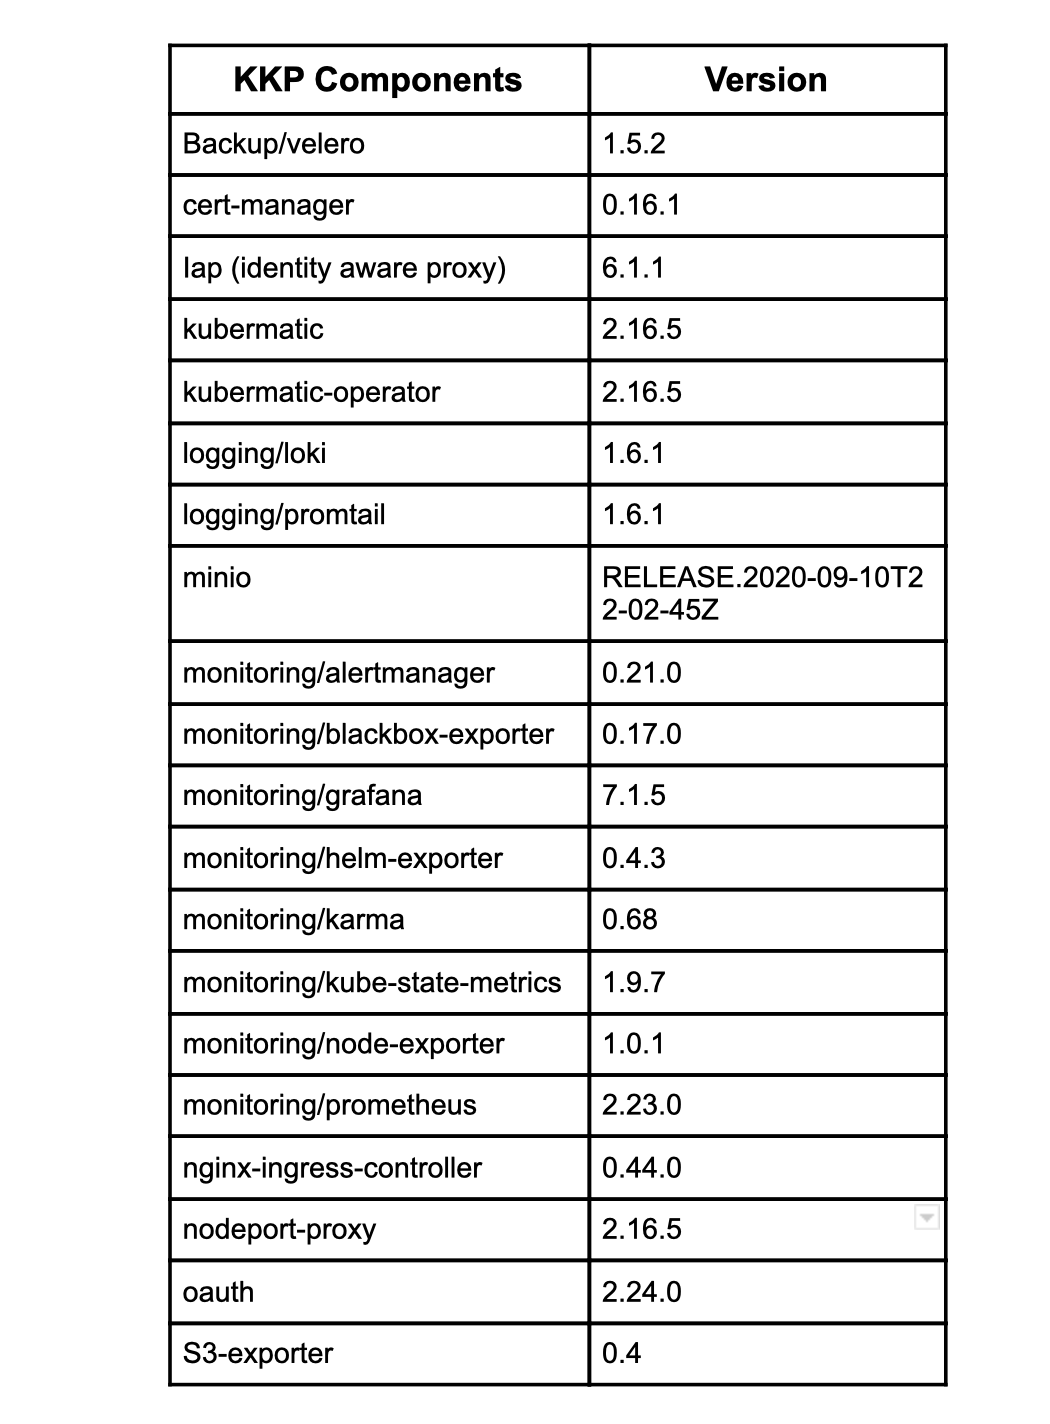 KKP Components Version
Backup/velero 1.5.2
cert-manager 0.16.1
Iap (identity aware proxy) 6.1.1
kubermatic 2.16.5
kubermatic-operator 2.16.5
logging/loki 1.6.1
logging/promtail 1.6.1
minio RELEASE.2020-09-10T2
2-02-45Z
monitoring/alertmanager 0.21.0
monitoring/blackbox-exporter 0.17.0
monitoring/grafana 7.1.5
monitoring/helm-exporter 0.4.3
monitoring/karma 0.68
monitoring/kube-state-metrics 1.9.7
monitoring/node-exporter 1.0.1
monitoring/prometheus 2.23.0
nginx-ingress-controller 0.44.0
nodeport-proxy 2.16.5
oauth 2.24.0
S3-exporter 0.4